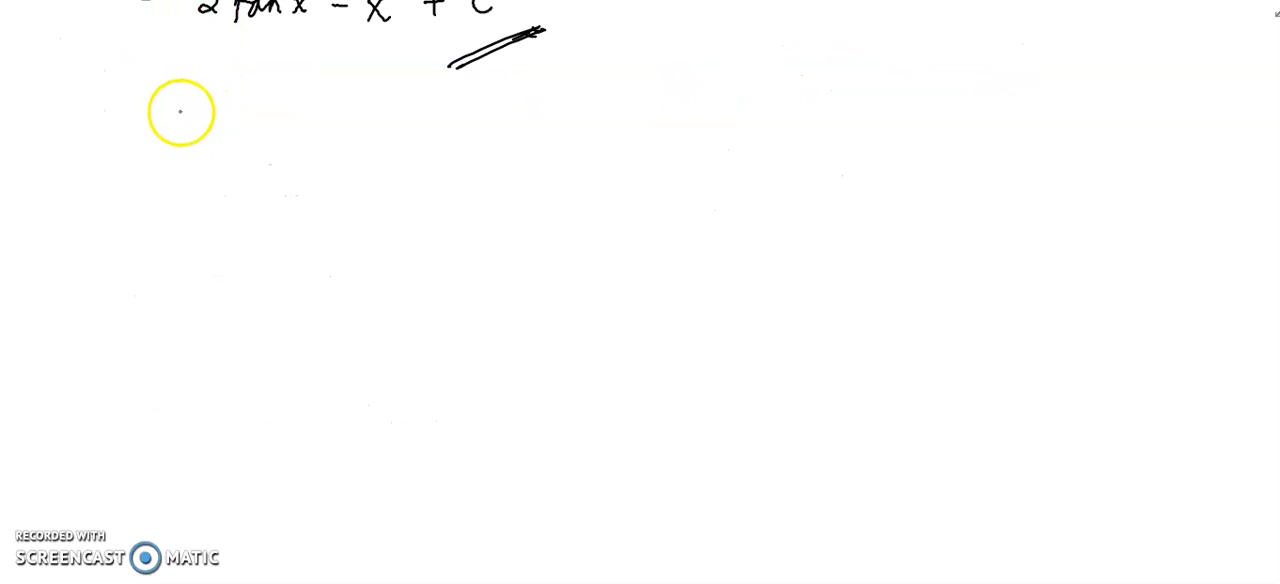 2 tan x - x + c
RECORDED WITH
SCREENCAST MATIC